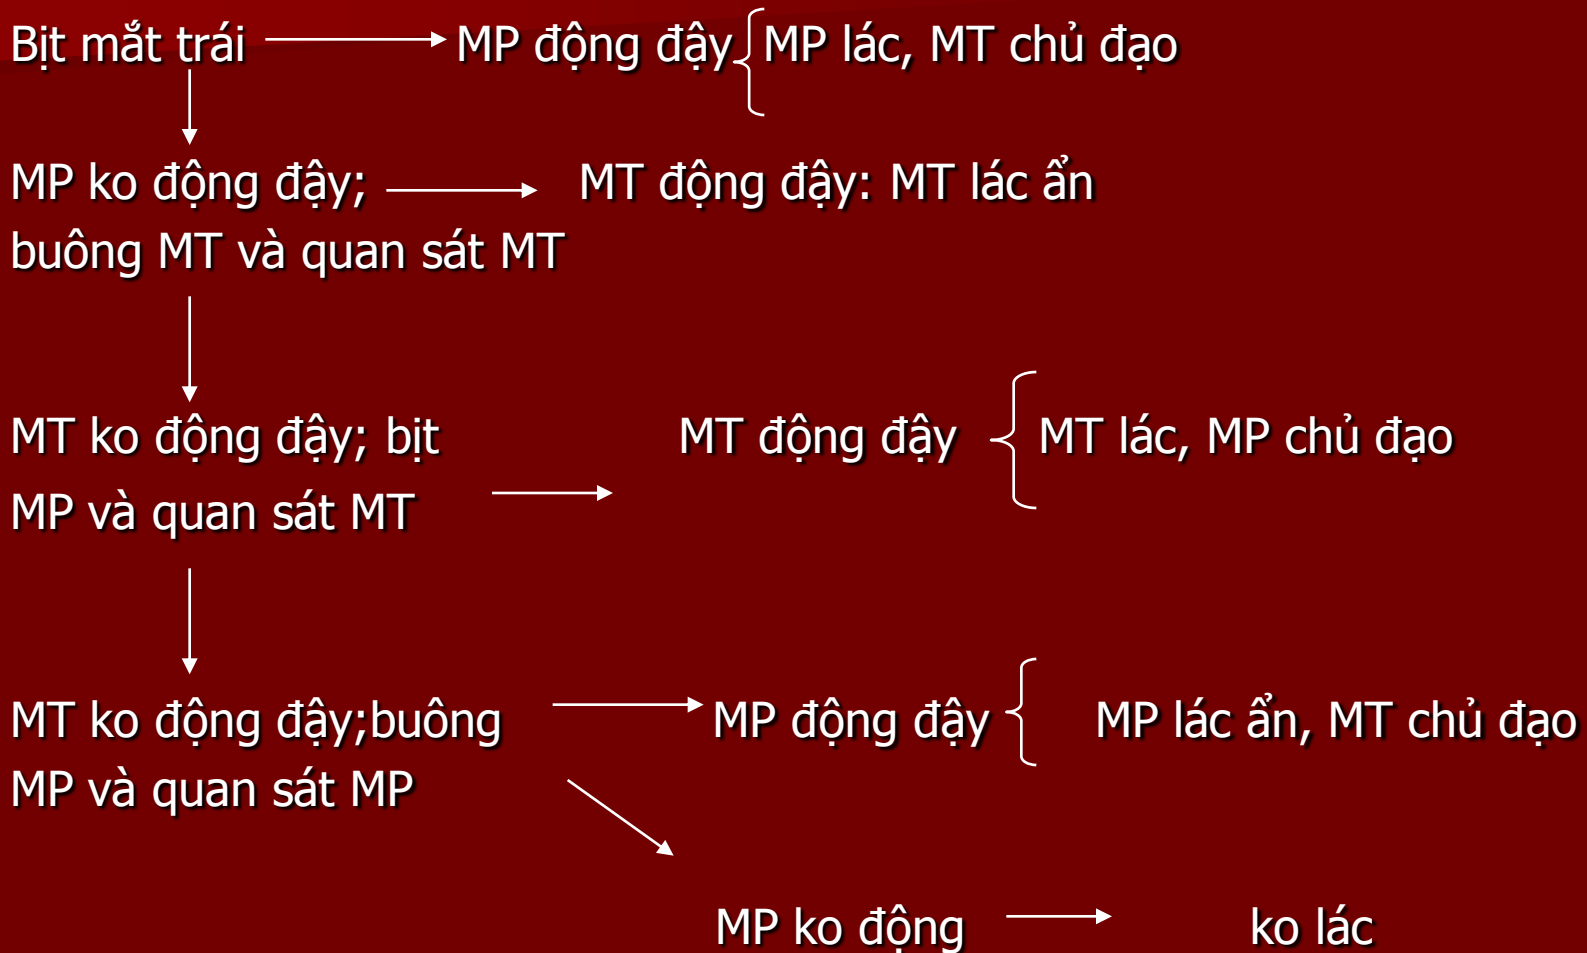 Bịt mắt trái MP động đậy MP lác, MT chủ đạo
MP ko động đậy; MT động đậy: MT lác ẩn
buông MT và quan sát MT
MT ko động đậy; bịt MT động đậy MT lác, MP chủ đạo
MP và quan sát MT
MT ko động đậy;buông MP động đậy MP lác ẩn, MT chủ đạo
MP và quan sát MP
MP ko động ko lác